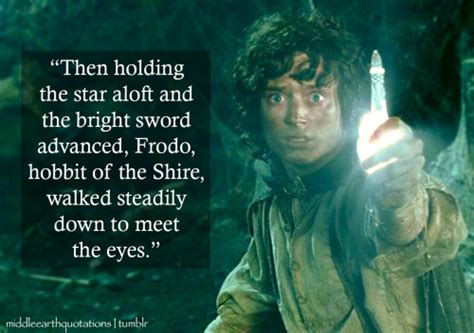 “Then holding
the star aloft and
the bright sword
advanced, Frodo,
hobbit of the Shire,
walked steadily
down to meet
the eyes.”
middleearthquotations | tumblr